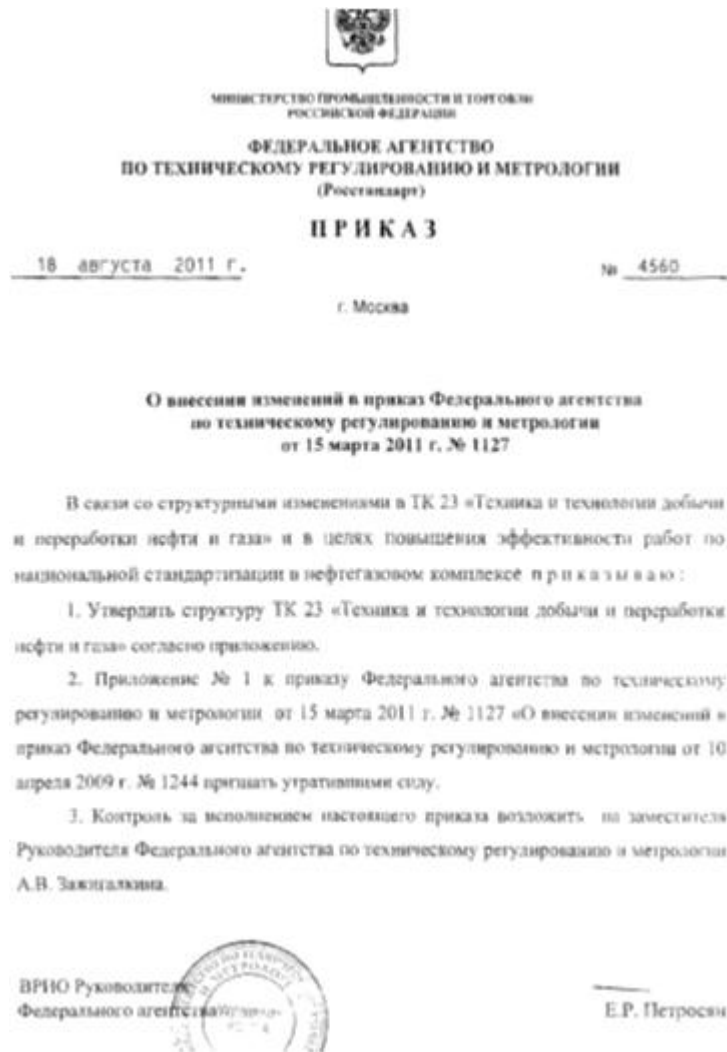 МИНИСТЕРСТВО ПРОМЫШЛЕННОСТИ И ТОРГОВЛИ
РОССИЙСКОЙ ФЕДЕРАЦИИ
ФЕДЕРАЛЬНОЕ АГЕНТСТВО
ПО ТЕХНИЧЕСКОМУ РЕГУЛИРОВАНИЮ И МЕТРОЛОГИИ
(Росстандарт)
П Р И К А З
18 августа 2011 г.
№ 4560
г. Москва
О внесении изменений в приказ Федерального агентства
по техническому регулированию и метрологии
от 15 марта 2011 г. № 1127
В связи со структурными изменениями в ТК 23 «Техника и технологии добычи
и переработки нефти и газа» и в целях повышения эффективности работ по
национальной стандартизации в нефтегазовом комплексе п р и к а з ы в а ю :
1. Утвердить структуру ТК 23 «Техника и технологии добычи и переработки
нефти и газа» согласно приложению.
2. Приложение № 1 к приказу Федерального агентства по техническому
регулированию и метрологии от 15 марта 2011 г. № 1127 «О внесении изменений в
приказ Федерального агентства по техническому регулированию и метрологии от 10
апреля 2009 г. № 1244 признать утратившими силу.
3. Контроль за исполнением настоящего приказа возложить на заместителя
Руководителя Федерального агентства по техническому регулированию и метрологии
А.В. Зажигалкина.
ВРИО Руководителя
Федерального агентства
Е.Р. Петросян